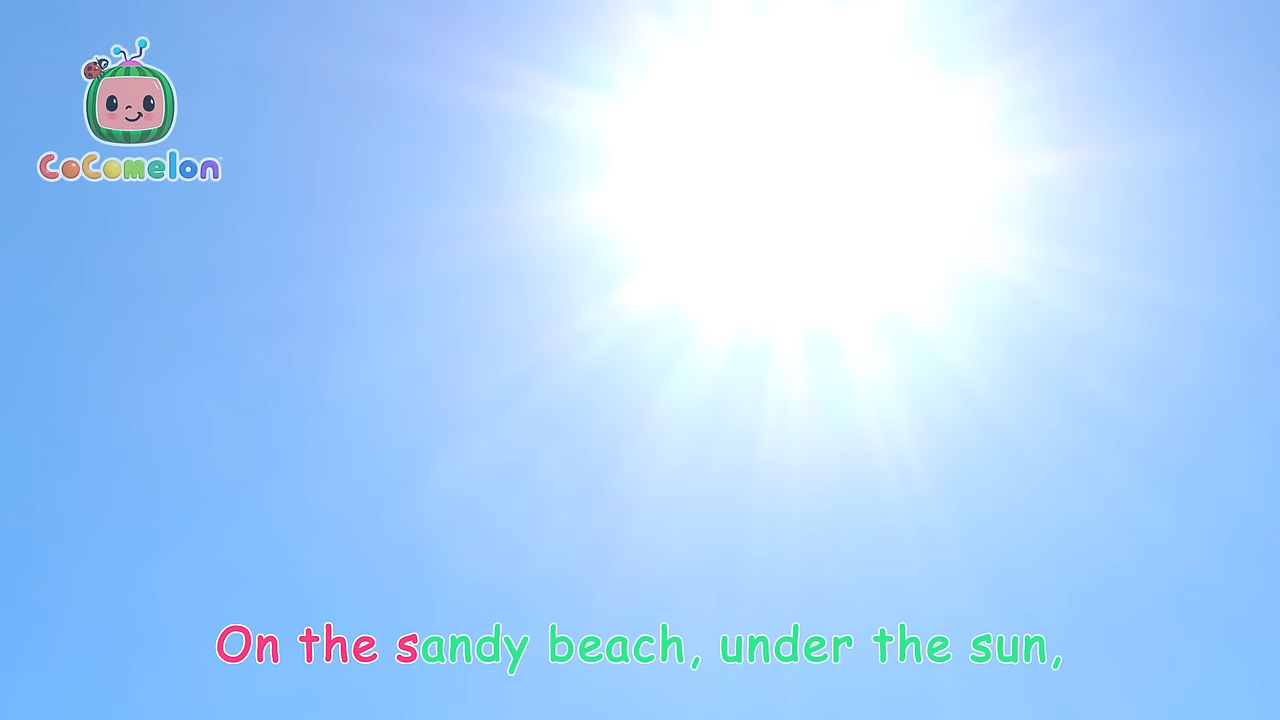 CoComelon
On the sandy beach, under the sun,